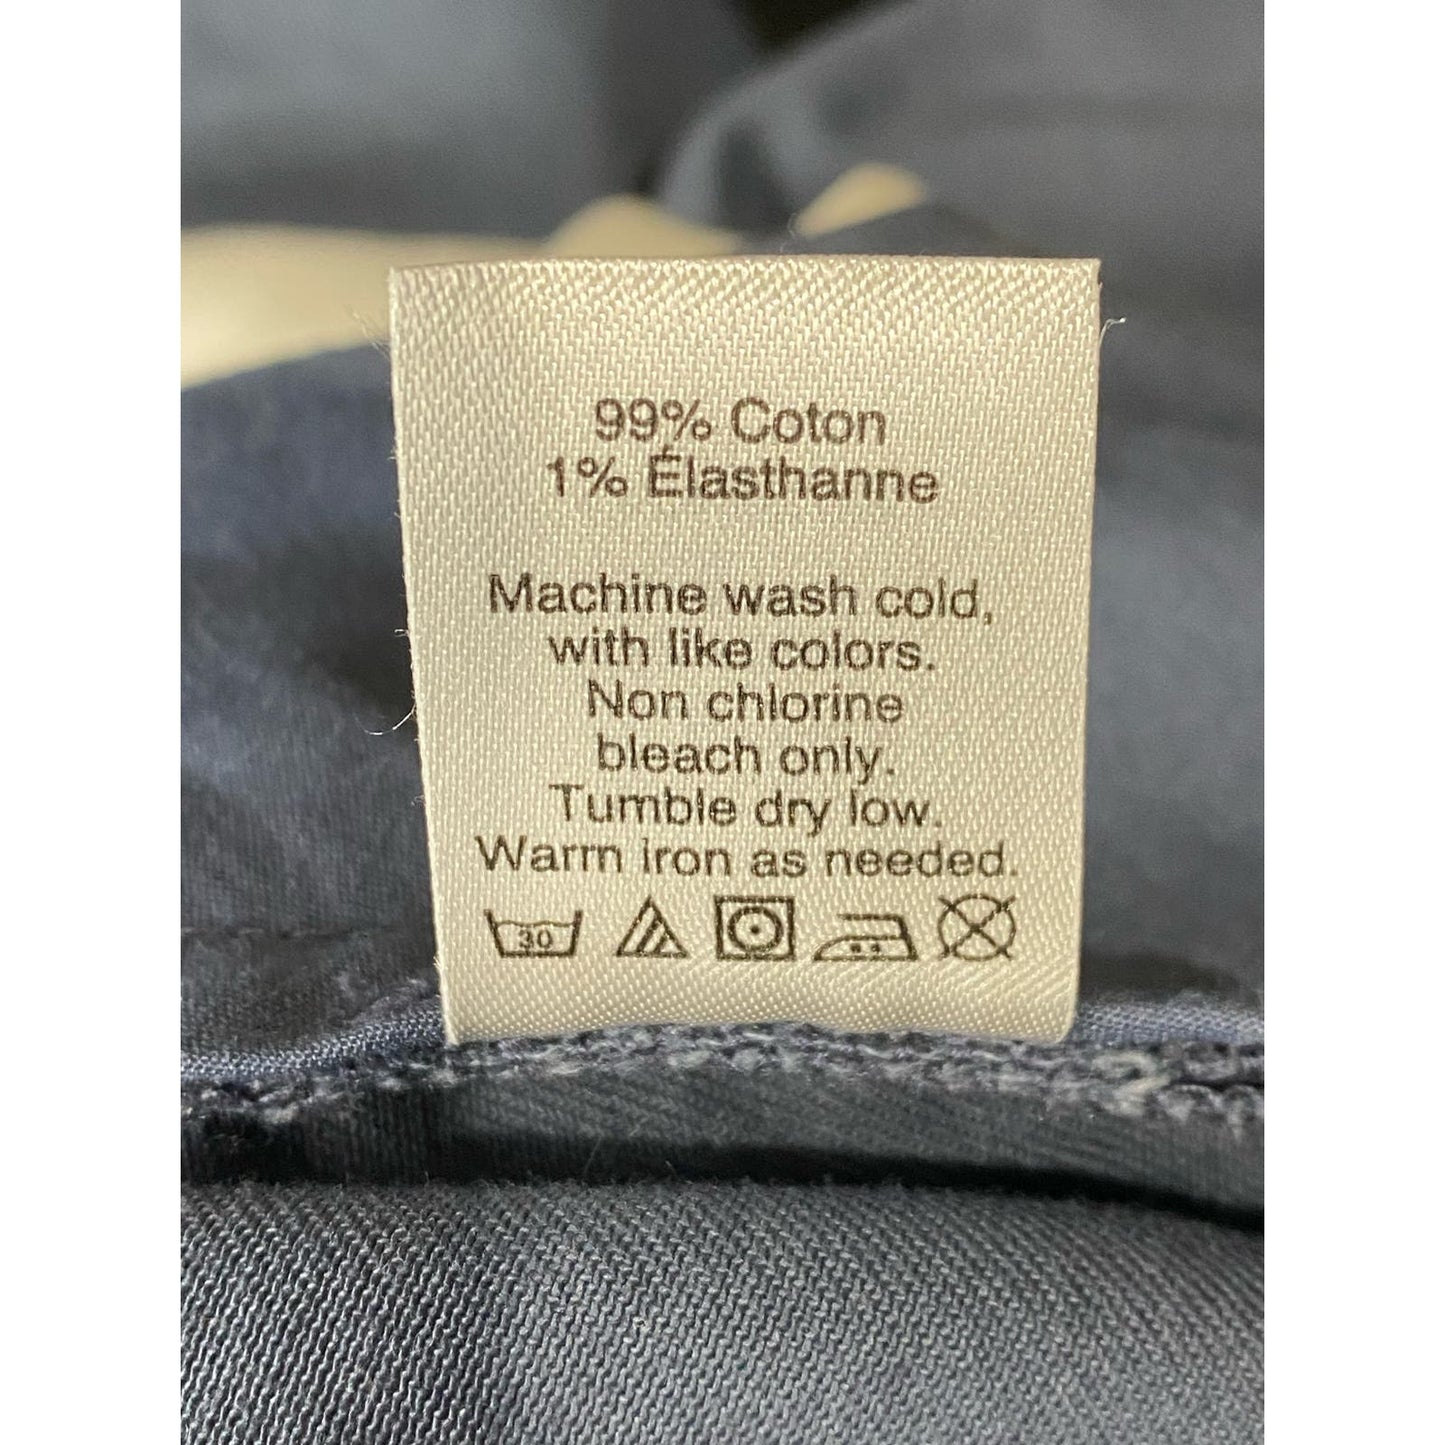 99% Coton
1% Élasthanne
Machine wash cold,
with like colors.
Non chlorine
bleach only.
Tumble dry low.
Warm iron as needed.
30